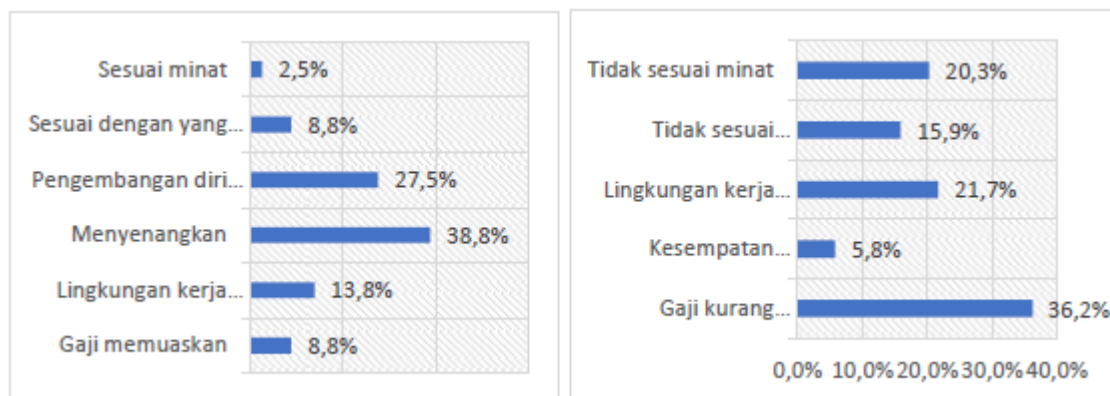 Sesuai minat 2,5%
Sesuai dengan yang... 8,8%
Pengembangan diri... 27,5%
Menyenangkan 38,8%
Lingkungan kerja... 13,8%
Gaji memuaskan 8,8%
Tidak sesuai minat 20,3%
Tidak sesuai... 15,9%
Lingkungan kerja... 21,7%
Kesempatan... 5,8%
Gaji kurang... 36,2%
0,0% 10,0% 20,0% 30,0% 40,0%